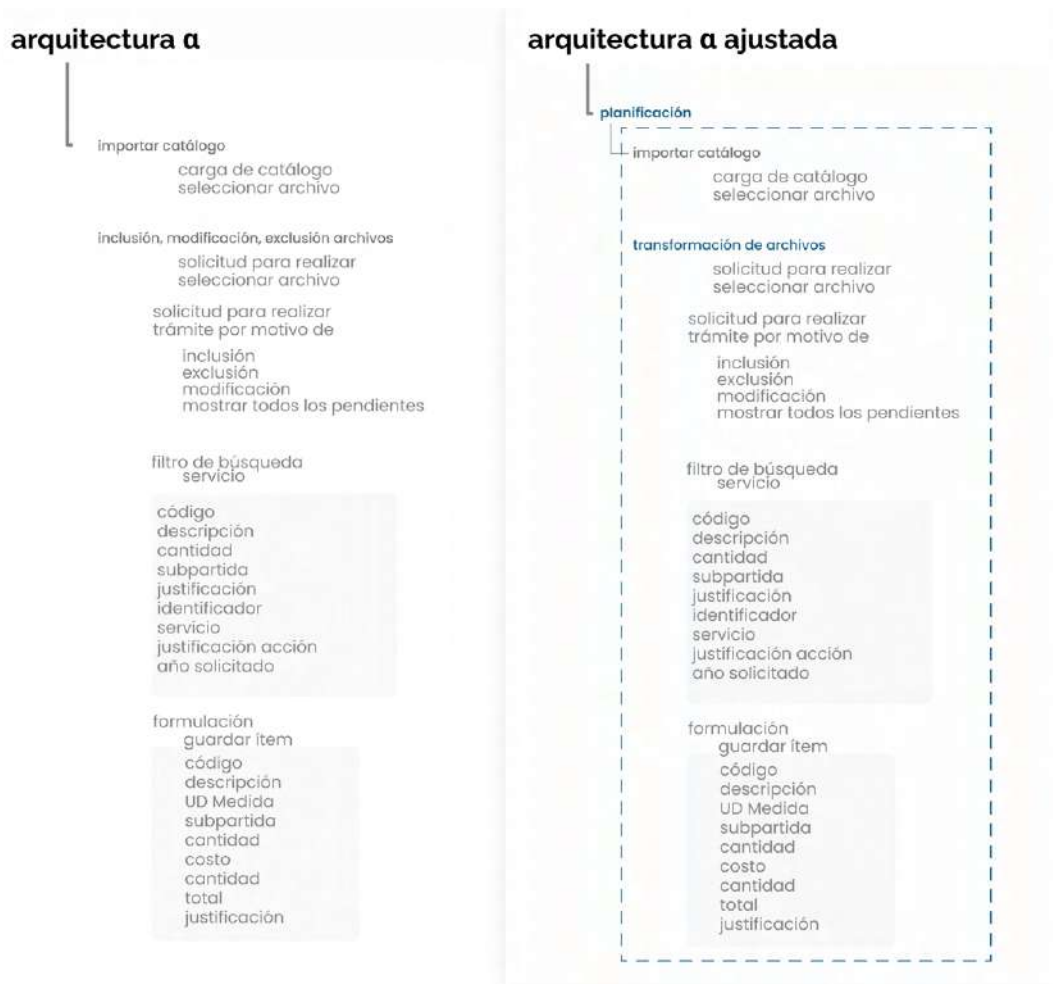 arquitectura α
importar catálogo
carga de catálogo
seleccionar archivo
inclusión, modificación, exclusión archivos
solicitud para realizar
seleccionar archivo
solicitud para realizar
trámite por motivo de
inclusión
exclusión
modificación
mostrar todos los pendientes
filtro de búsqueda
servicio
código
descripción
cantidad
subpartida
justificación
identificador
servicio
justificación acción
año solicitado
formulación
guardar ítem
código
descripción
UD Medida
subpartida
cantidad
costo
cantidad
total
justificación
arquitectura α ajustada
planificación
importar catálogo
carga de catálogo
seleccionar archivo
transformación de archivos
solicitud para realizar
seleccionar archivo
solicitud para realizar
trámite por motivo de
inclusión
exclusión
modificación
mostrar todos los pendientes
filtro de búsqueda
servicio
código
descripción
cantidad
subpartida
justificación
identificador
servicio
justificación acción
año solicitado
formulación
guardar ítem
código
descripción
UD Medida
subpartida
cantidad
costo
cantidad
total
justificación